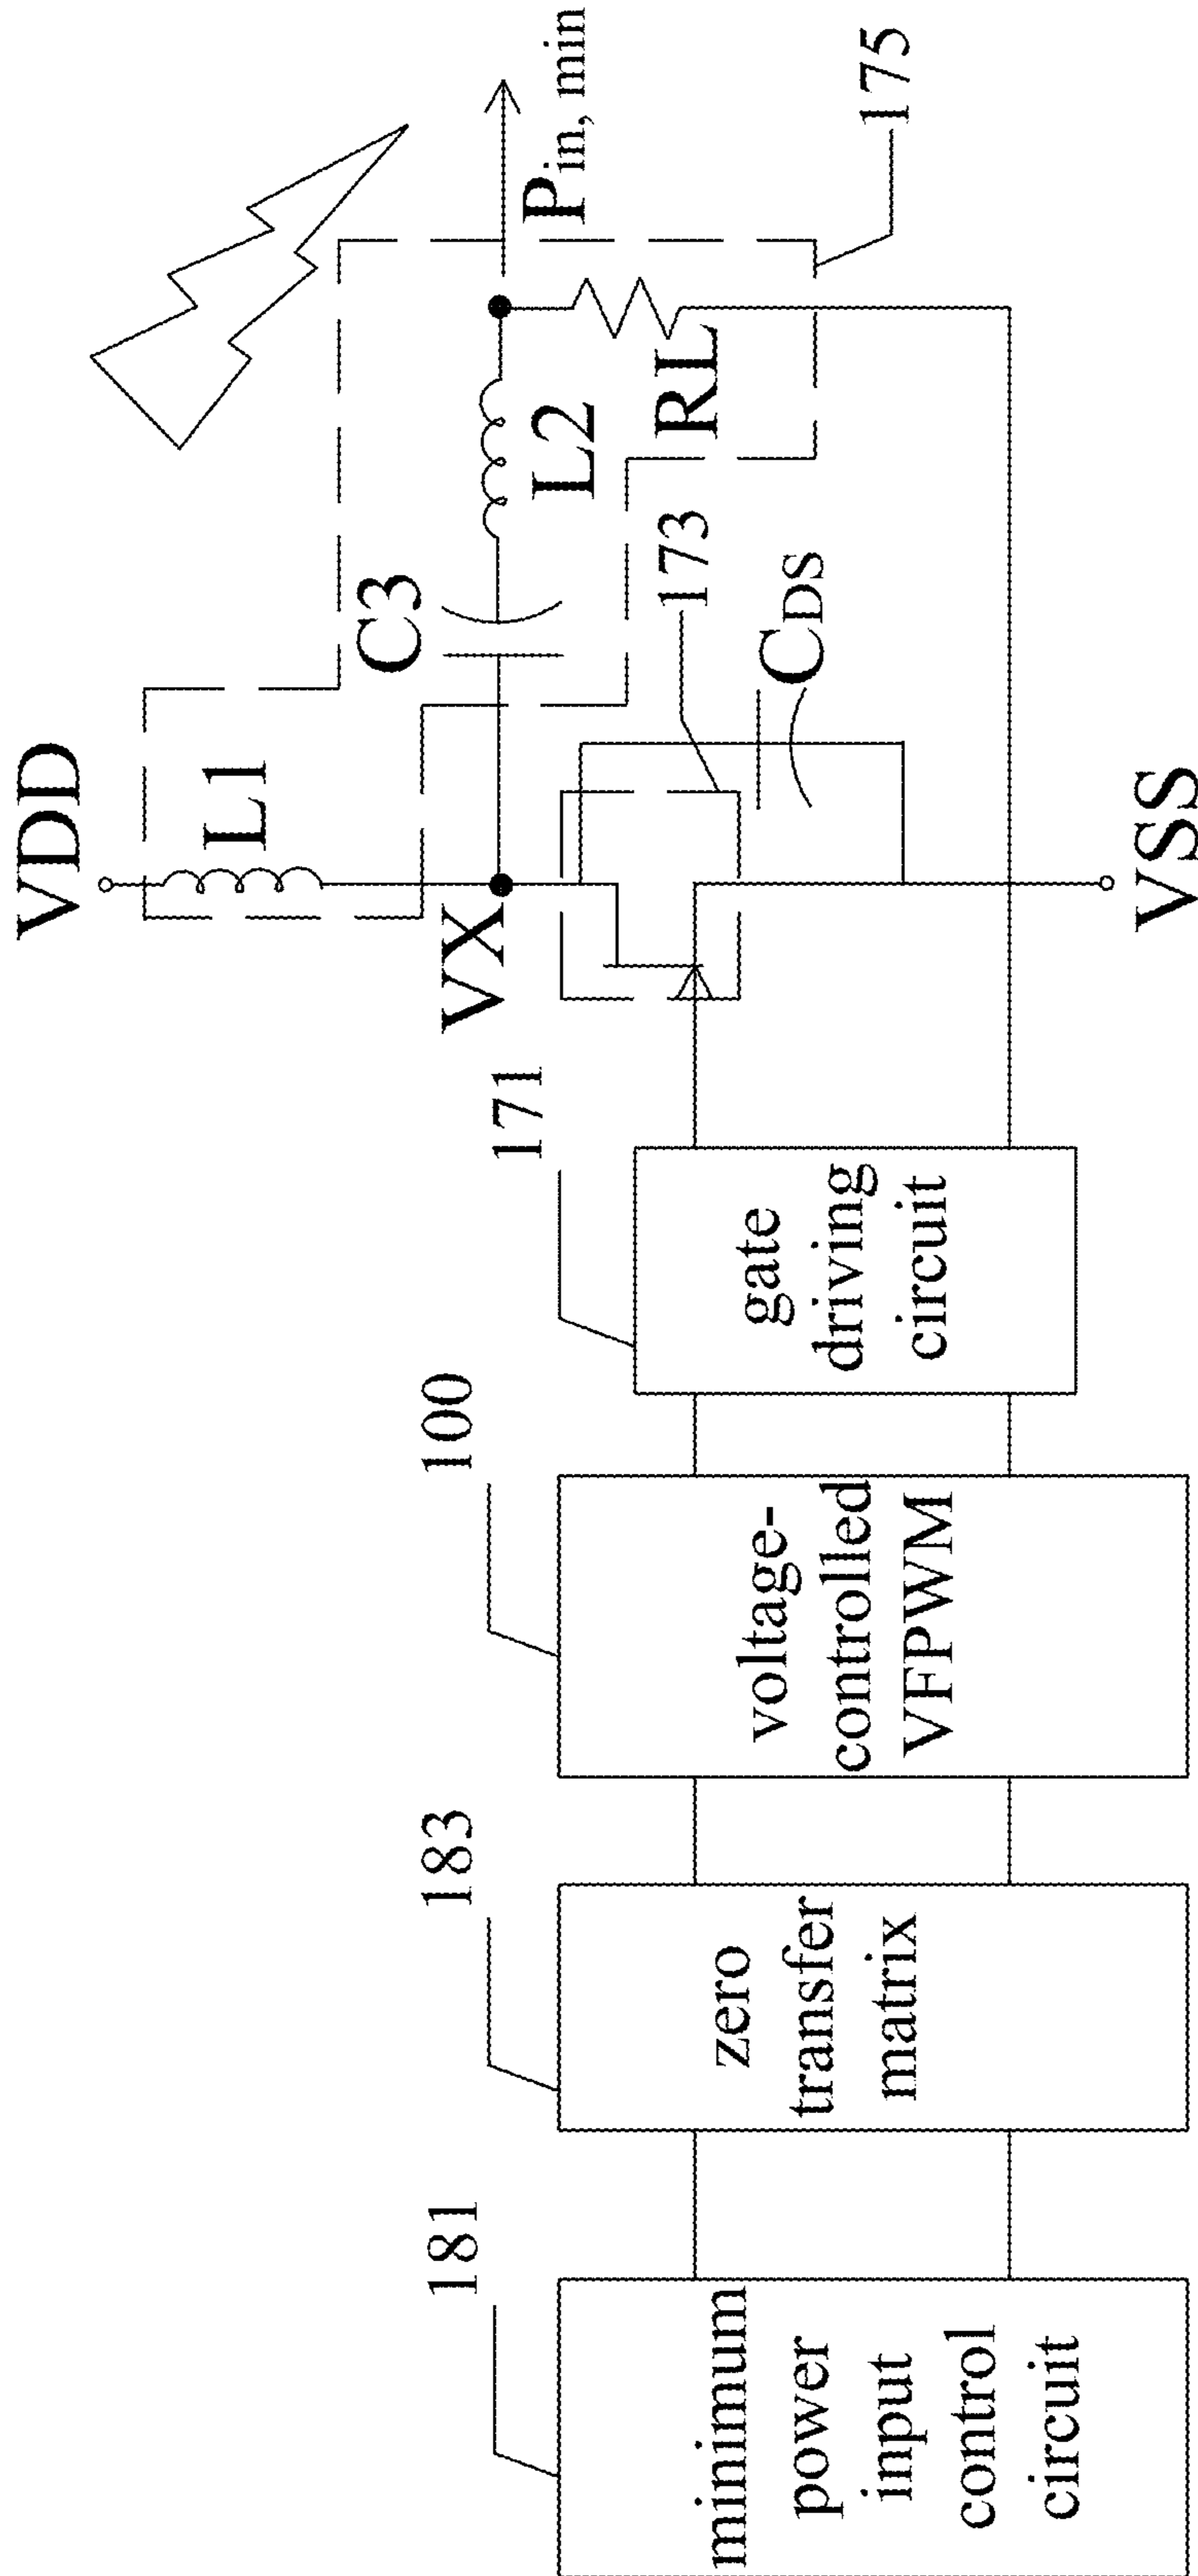 VDD
L1
VX
C3
L2
RL
Pin, min
175
173
CDS
VSS
181
minimum
power
input
control
circuit
183
zero
transfer
matrix
100
voltage-
controlled
VFPWM
171
gate
driving
circuit